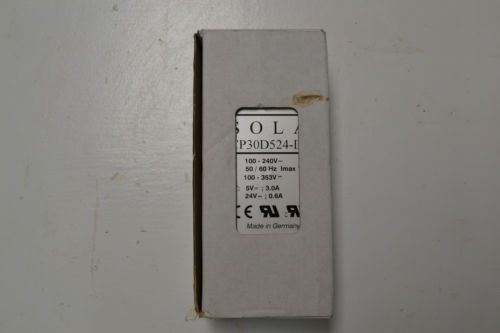 SOLA
P30D524-
100 - 240V~
50 / 60 Hz Imax
100 - 353V⎓
5V⎓; 3.0A
24V⎓; 0.6A
CE
Made in Germany